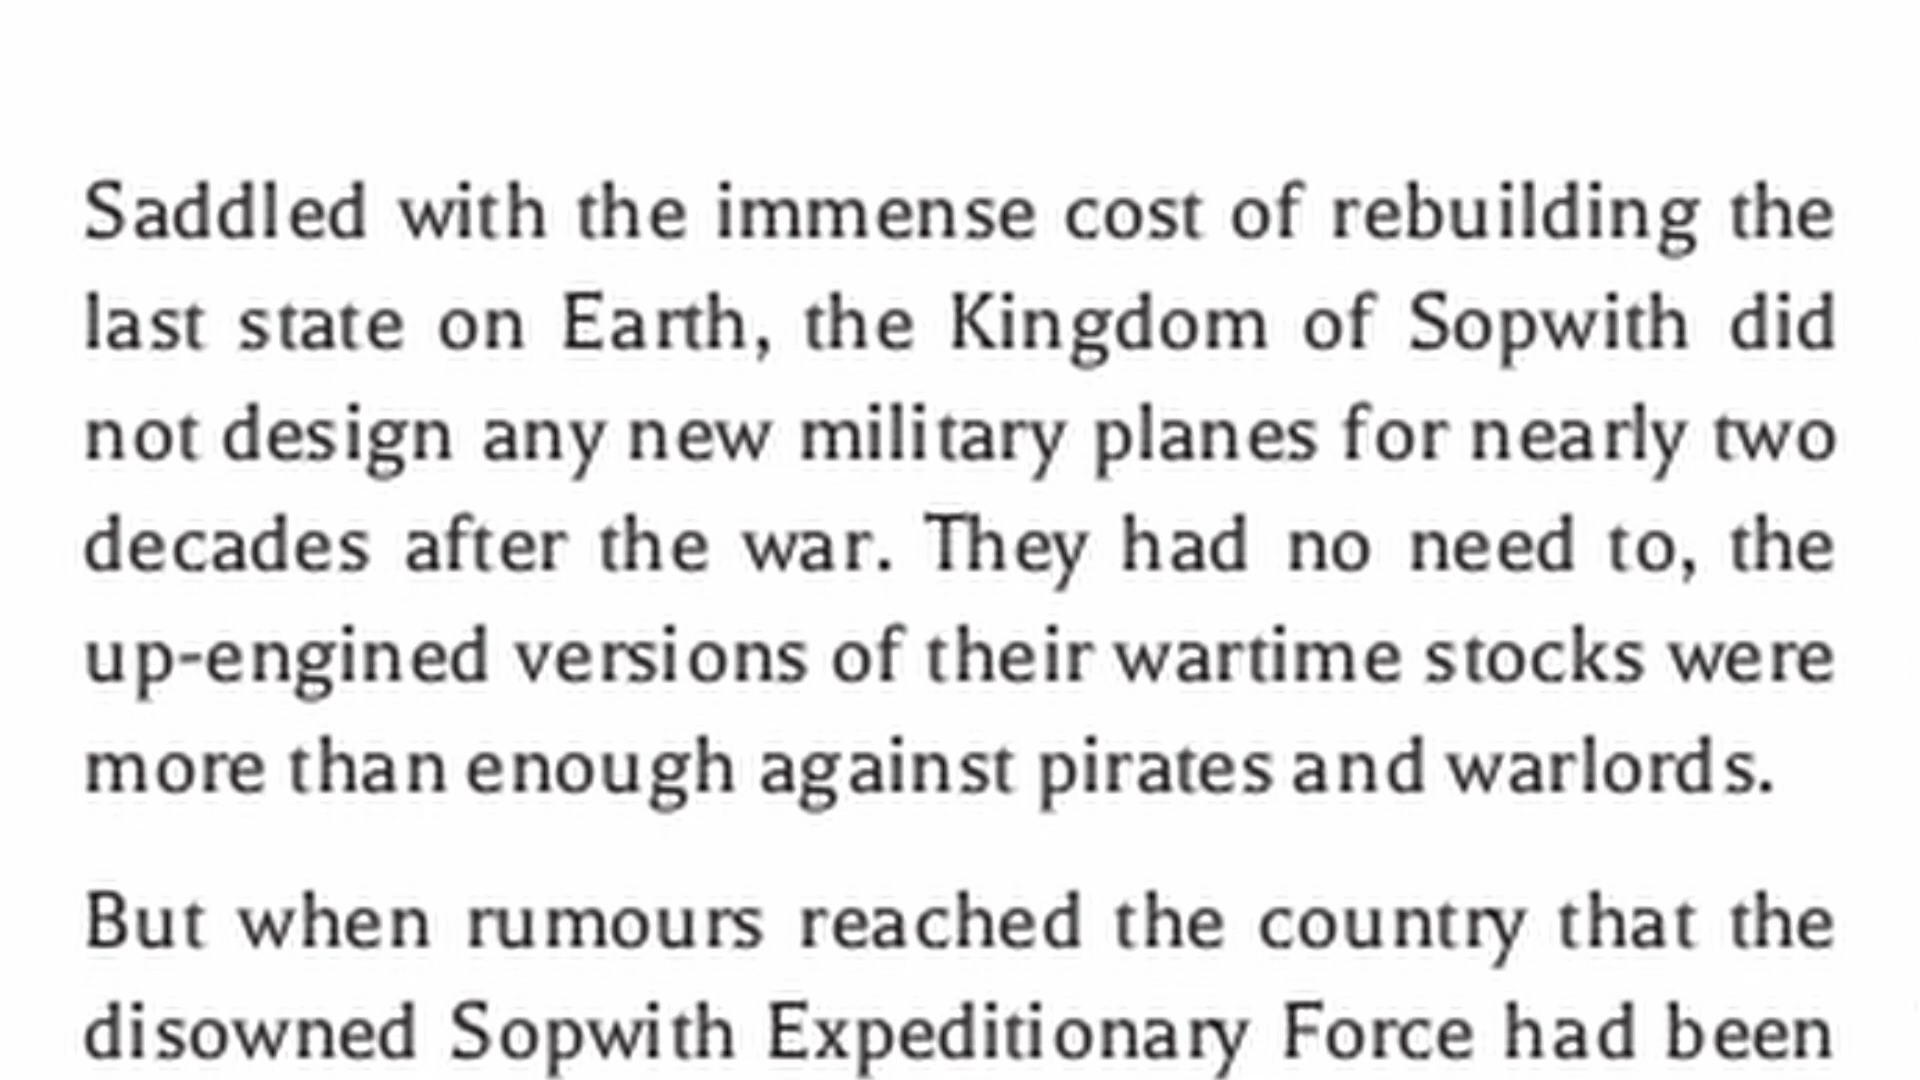 Saddled with the immense cost of rebuilding the
last state on Earth, the Kingdom of Sopwith did
not design any new military planes for nearly two
decades after the war. They had no need to, the
up-engined versions of their wartime stocks were
more than enough against pirates and warlords.
But when rumours reached the country that the
disowned Sopwith Expeditionary Force had been